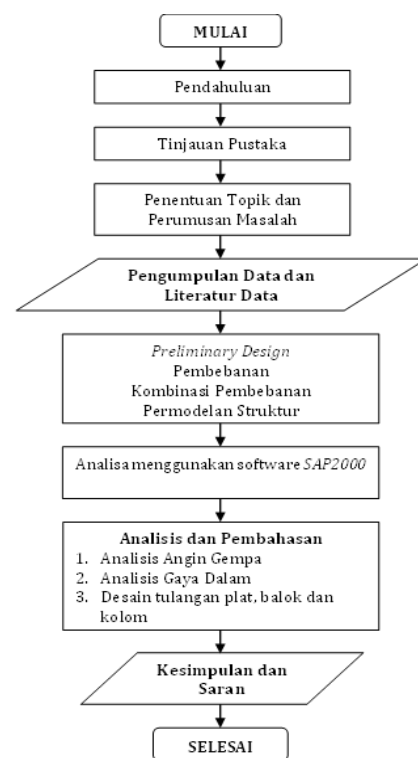 MULAI
Pendahuluan
Tinjauan Pustaka
Penentuan Topik dan
Perumusan Masalah
Pengumpulan Data dan
Literatur Data
Preliminary Design
Pembebanan
Kombinasi Pembebanan
Permodelan Struktur
Analisa menggunakan software SAP2000
Analisis dan Pembahasan
1. Analisis Angin Gempa
2. Analisis Gaya Dalam
3. Desain tulangan plat, balok dan
kolom
Kesimpulan dan
Saran
SELESAI